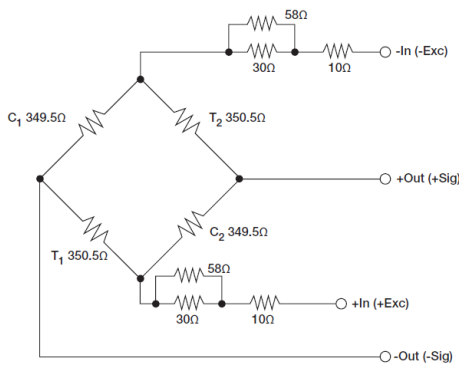 58Ω
-In (-Exc)
30Ω
10Ω
C₁ 349.5Ω
T₂ 350.5Ω
+Out (+Sig)
C₂ 349.5Ω
T₁ 350.5Ω
58Ω
+In (+Exc)
30Ω
10Ω
-Out (-Sig)